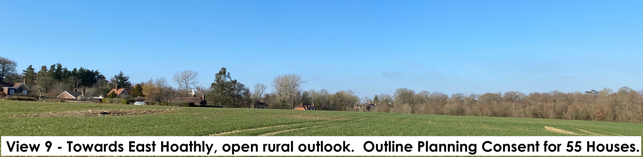 View 9 - Towards East Hoathly, open rural outlook.  Outline Planning Consent for 55 Houses.